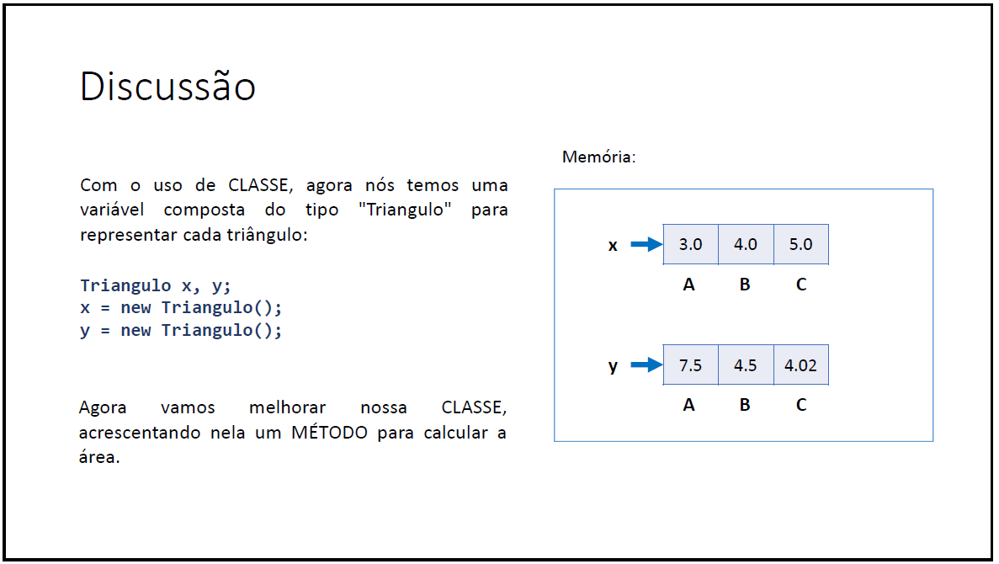 Discussão
Com o uso de CLASSE, agora nós temos uma
variável composta do tipo "Triangulo" para
representar cada triângulo:
Triangulo x, y;
x = new Triangulo();
y = new Triangulo();
Agora vamos melhorar nossa CLASSE,
acrescentando nela um MÉTODO para calcular a
área.
Memória:
x 3.0 4.0 5.0
A B C
y 7.5 4.5 4.02
A B C